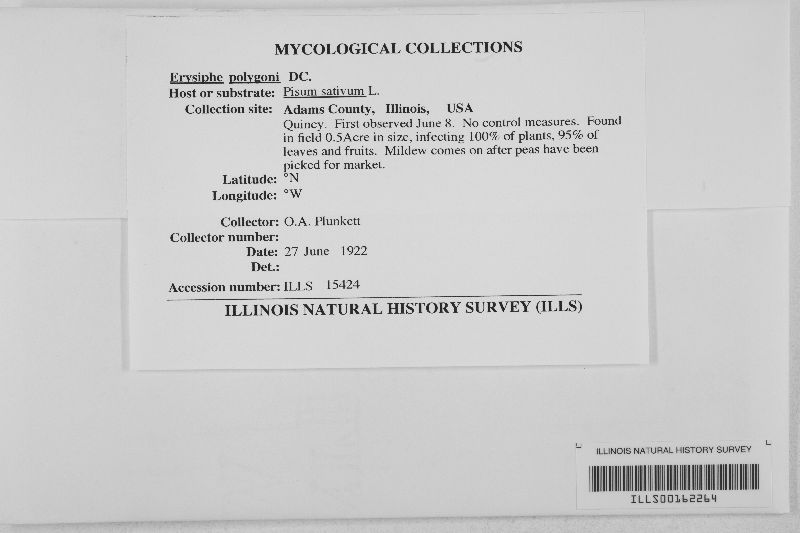 MYCOLOGICAL COLLECTIONS
Erysiphe polygoni DC.
Host or substrate: Pisum sativum L.
Collection site: Adams County, Illinois, USA
Quincy. First observed June 8. No control measures. Found
in field 0.5Acre in size, infecting 100% of plants, 95% of
leaves and fruits. Mildew comes on after peas have been
picked for market.
Latitude: °N
Longitude: °W
Collector: O.A. Plunkett
Collector number:
Date: 27 June 1922
Det.:
Accession number: ILLS 15424
ILLINOIS NATURAL HISTORY SURVEY (ILLS)
ILLINOIS NATURAL HISTORY SURVEY
ILLS00162264